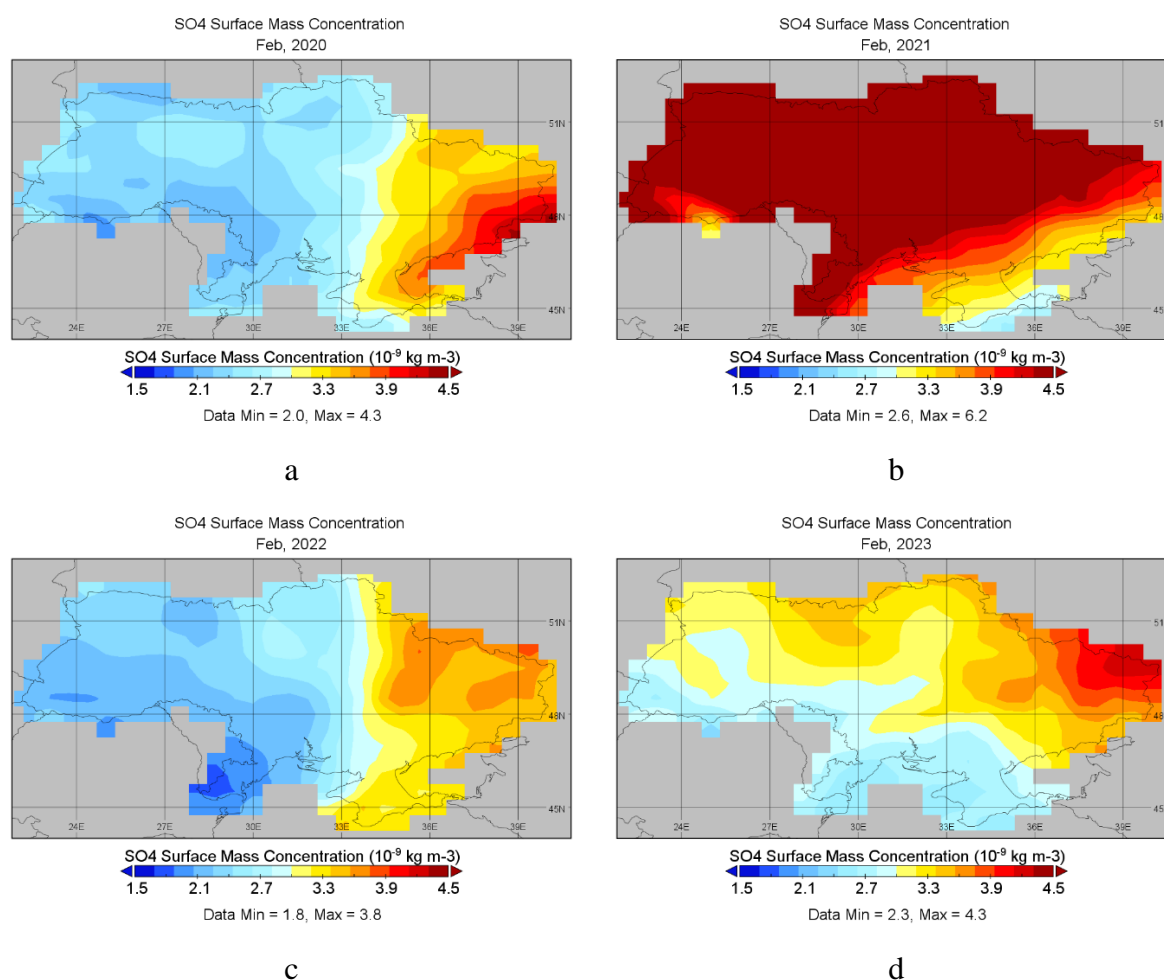 SO4 Surface Mass Concentration
Feb, 2020
51N
48N
45N
24E 27E 30E 33E 36E 39E
SO4 Surface Mass Concentration (10⁻⁹ kg m-3)
1.5 2.1 2.7 3.3 3.9 4.5
Data Min = 2.0, Max = 4.3
a
SO4 Surface Mass Concentration
Feb, 2021
51N
48
45
24E 27E 30E 33E 36E 39E
SO4 Surface Mass Concentration (10⁻⁹ kg m-3)
1.5 2.1 2.7 3.3 3.9 4.5
Data Min = 2.6, Max = 6.2
b
SO4 Surface Mass Concentration
Feb, 2022
51N
48N
45N
24E 27E 30E 33E 36E 39E
SO4 Surface Mass Concentration (10⁻⁹ kg m-3)
1.5 2.1 2.7 3.3 3.9 4.5
Data Min = 1.8, Max = 3.8
c
SO4 Surface Mass Concentration
Feb, 2023
51N
48
45
24E 27E 30E 33E 36E 39E
SO4 Surface Mass Concentration (10⁻⁹ kg m-3)
1.5 2.1 2.7 3.3 3.9 4.5
Data Min = 2.3, Max = 4.3
d